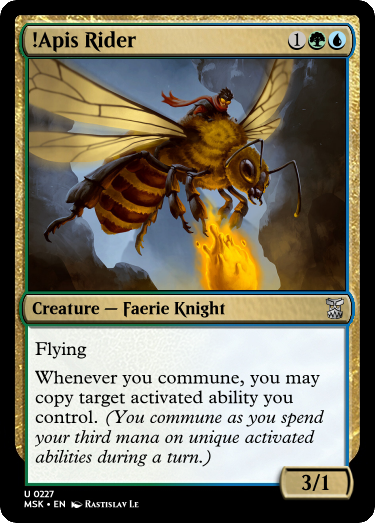 !Apis Rider 1
Creature — Faerie Knight
Flying
Whenever you commune, you may
copy target activated ability you
control. (You commune as you spend
your third mana on unique activated
abilities during a turn.)
3/1
U 0227
MSK • EN Rastislav Le